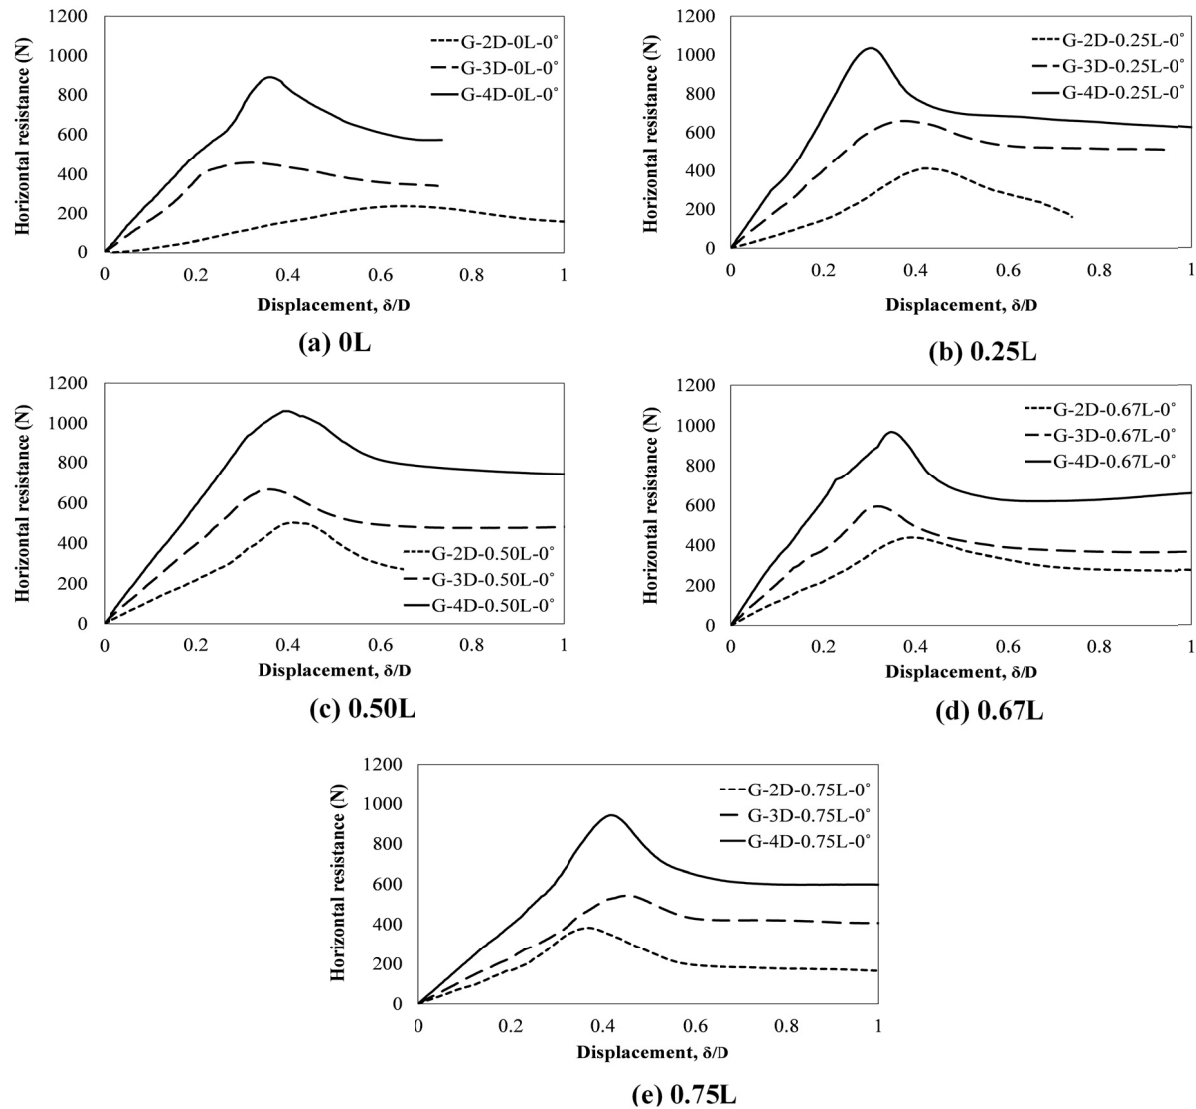 Horizontal resistance (N)
1200
1000
800
600
400
200
0
G-2D-0L-0°
G-3D-0L-0°
G-4D-0L-0°
0 0.2 0.4 0.6 0.8 1
Displacement, δ/D
(a) 0L
Horizontal resistance (N)
1200
1000
800
600
400
200
0
G-2D-0.25L-0°
G-3D-0.25L-0°
G-4D-0.25L-0°
0 0.2 0.4 0.6 0.8 1
Displacement, δ/D
(b) 0.25L
Horizontal resistance (N)
1200
1000
800
600
400
200
0
G-2D-0.50L-0°
G-3D-0.50L-0°
G-4D-0.50L-0°
0 0.2 0.4 0.6 0.8 1
Displacement, δ/D
(c) 0.50L
Horizontal resistance (N)
1200
1000
800
600
400
200
0
G-2D-0.67L-0°
G-3D-0.67L-0°
G-4D-0.67L-0°
0 0.2 0.4 0.6 0.8 1
Displacement, δ/D
(d) 0.67L
Horizontal resistance (N)
1200
1000
800
600
400
200
0
G-2D-0.75L-0°
G-3D-0.75L-0°
G-4D-0.75L-0°
0 0.2 0.4 0.6 0.8 1
Displacement, δ/D
(e) 0.75L